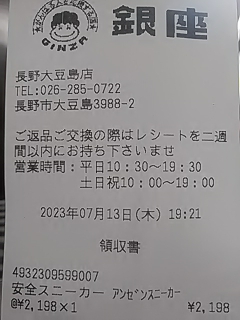 GINZA
銀座
長野大豆島店
TEL:026-285-0722
長野市大豆島3988-2
ご返品ご交換の際はレシートを二週
間以内にお持ち下さいませ
営業時間：平日10：30〜19：30
土日祝10：00〜19：00
2023年07月13日(木) 19:21
領収書
4932309599007
安全スニーカー アンゼンスニーカー
@¥2,198×1 ¥2,198